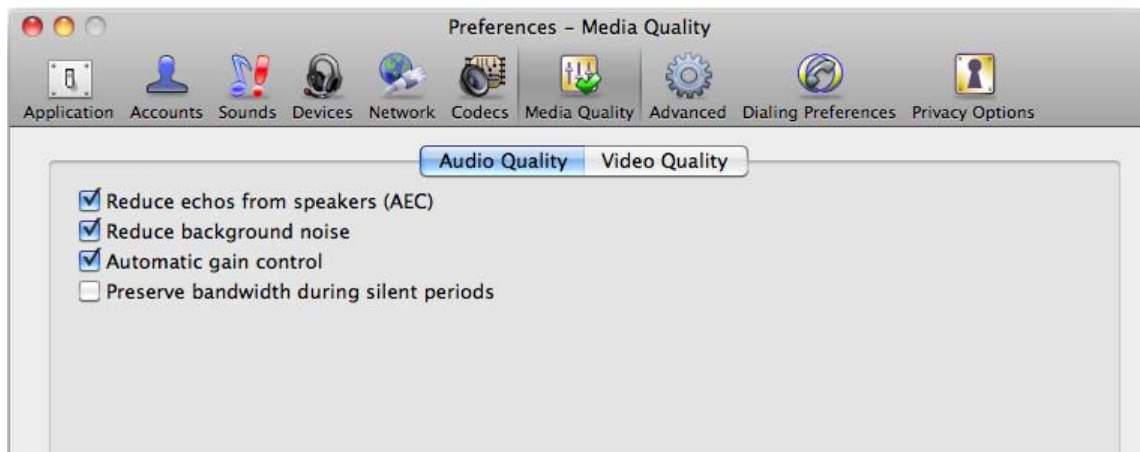 Preferences – Media Quality
Application Accounts Sounds Devices Network Codecs Media Quality Advanced Dialing Preferences Privacy Options
Audio Quality Video Quality
Reduce echos from speakers (AEC)
Reduce background noise
Automatic gain control
Preserve bandwidth during silent periods